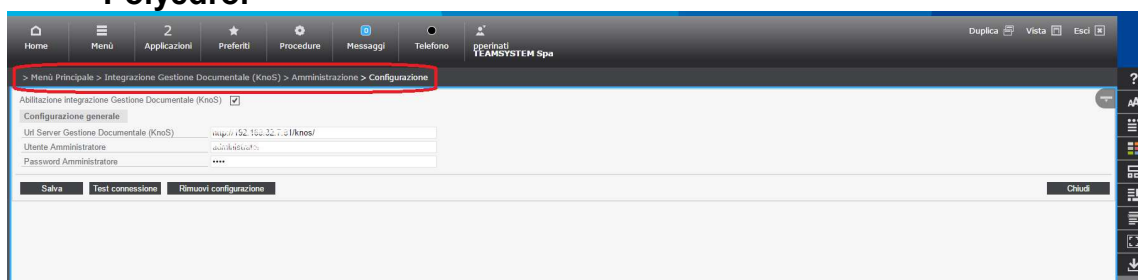 Home
Menù
2
Applicazioni
Preferiti
Procedure
Messaggi
Telefono
pperinati
TEAMSYSTEM Spa
Duplica Vista Esci
> Menù Principale > Integrazione Gestione Documentale (KnoS) > Amministrazione > Configurazione
Abilitazione integrazione Gestione Documentale (KnoS)
Configurazione generale
Url Server Gestione Documentale (KnoS) /knos/
Utente Amministratore
Password Amministratore ••••
Salva Test connessione Rimuovi configurazione Chiudi
?
AA